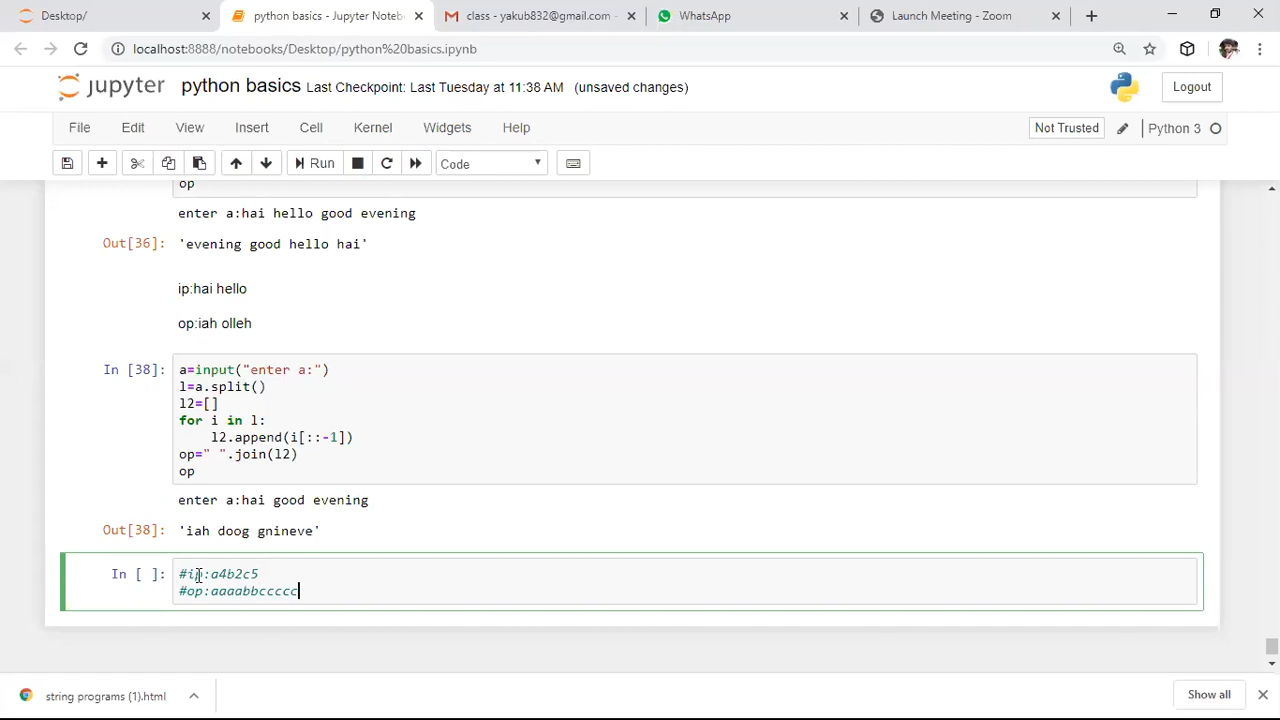 Desktop/
python basics - Jupyter Noteb
class - yakub832@gmail.com -
WhatsApp
Launch Meeting - Zoom
localhost:8888/notebooks/Desktop/python%20basics.ipynb
jupyter python basics Last Checkpoint: Last Tuesday at 11:38 AM (unsaved changes)
Logout
File Edit View Insert Cell Kernel Widgets Help
Not Trusted
Python 3
Run
Code
op
enter a:hai hello good evening
Out[36]: 'evening good hello hai'
ip:hai hello
op:iah olleh
In [38]: a=input("enter a:")
l=a.split()
l2=[]
for i in l:
    l2.append(i[::-1])
op=" ".join(l2)
op
enter a:hai good evening
Out[38]: 'iah doog gnineve'
In [ ]: #ip:a4b2c5
#op:aaaabbccccc
string programs (1).html
Show all